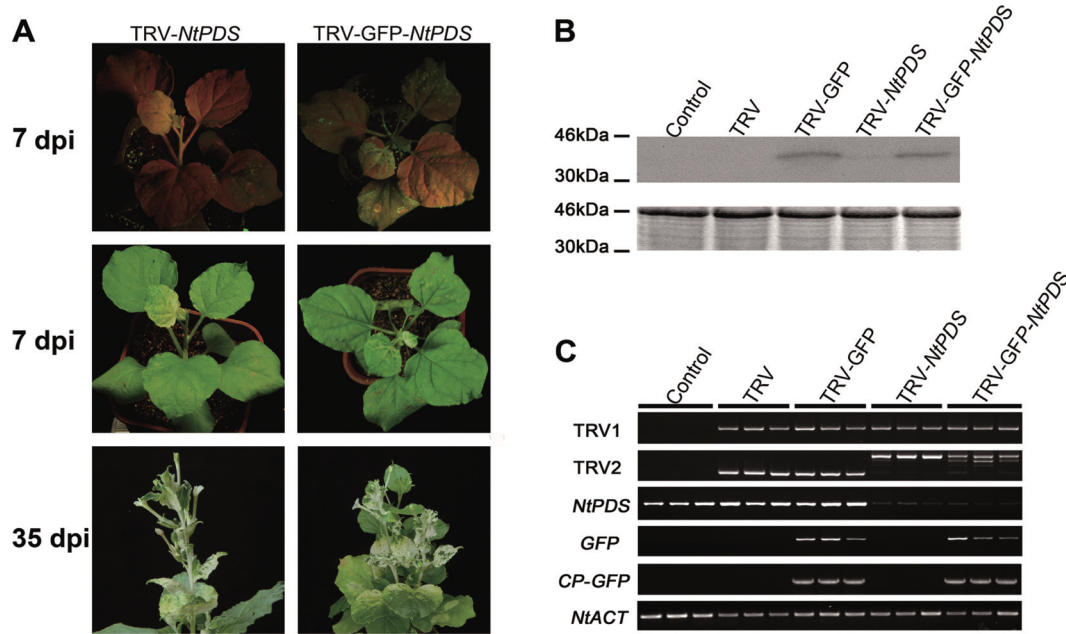 A
TRV-NtPDS
TRV-GFP-NtPDS
7 dpi
7 dpi
35 dpi
B
Control
TRV
TRV-GFP
TRV-NtPDS
TRV-GFP-NtPDS
46kDa
30kDa
46kDa
30kDa
C
Control
TRV
TRV-GFP
TRV-NtPDS
TRV-GFP-NtPDS
TRV1
TRV2
NtPDS
GFP
CP-GFP
NtACT